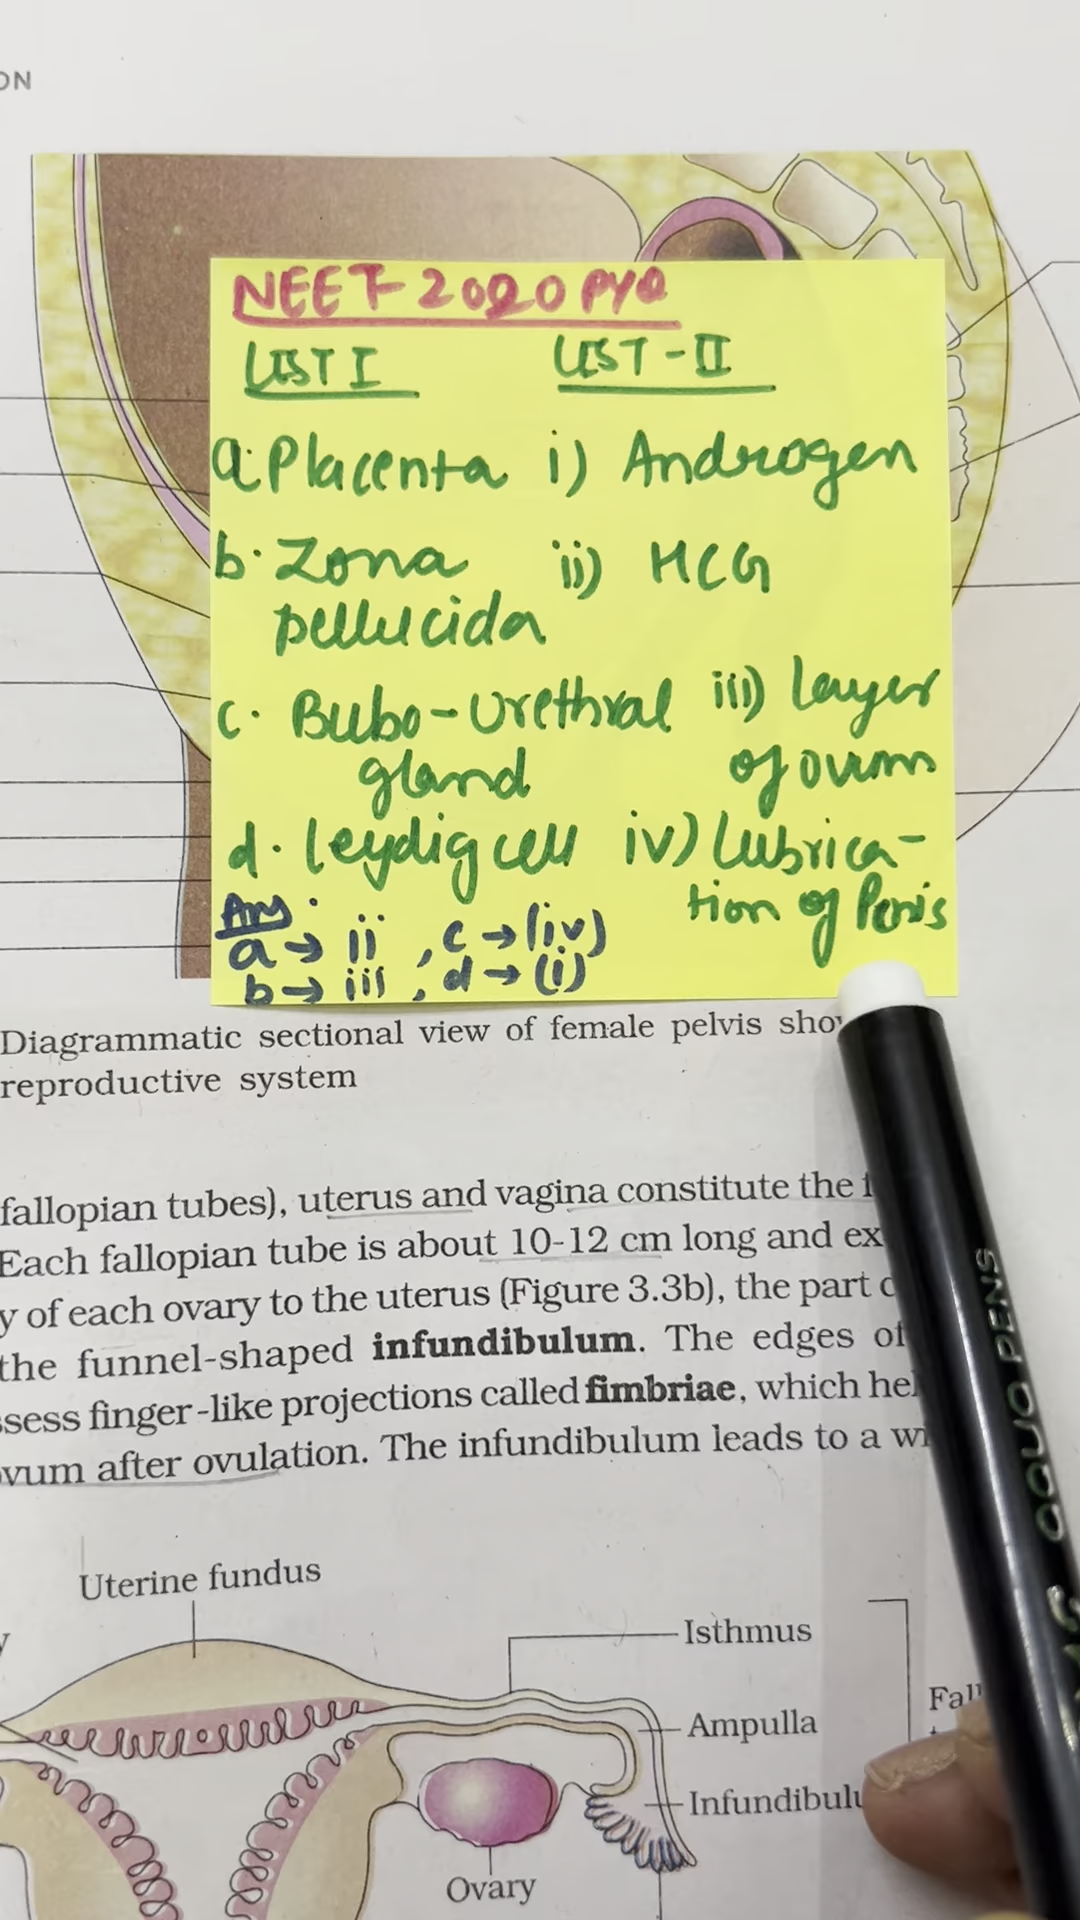 ON
NEET-2020 PYQ
LIST I LIST-II
a. Placenta i) Androgen
b. Zona ii) HCG
pellucida
c. Bulbo-Urethral iii) Layer
gland of ovum
d. leydig cell iv) Lubrica-
tion of Penis
Ans:
a → ii , c → (iv)
b → iii , d → (i)
Diagrammatic sectional view of female pelvis sho
reproductive system
fallopian tubes), uterus and vagina constitute the
Each fallopian tube is about 10-12 cm long and ex
y of each ovary to the uterus (Figure 3.3b), the part
the funnel-shaped infundibulum. The edges of
ssess finger-like projections called fimbriae, which hel
ovum after ovulation. The infundibulum leads to a wi
Uterine fundus
Isthmus
Fall
Ampulla
Infundibulu
Ovary
PENS